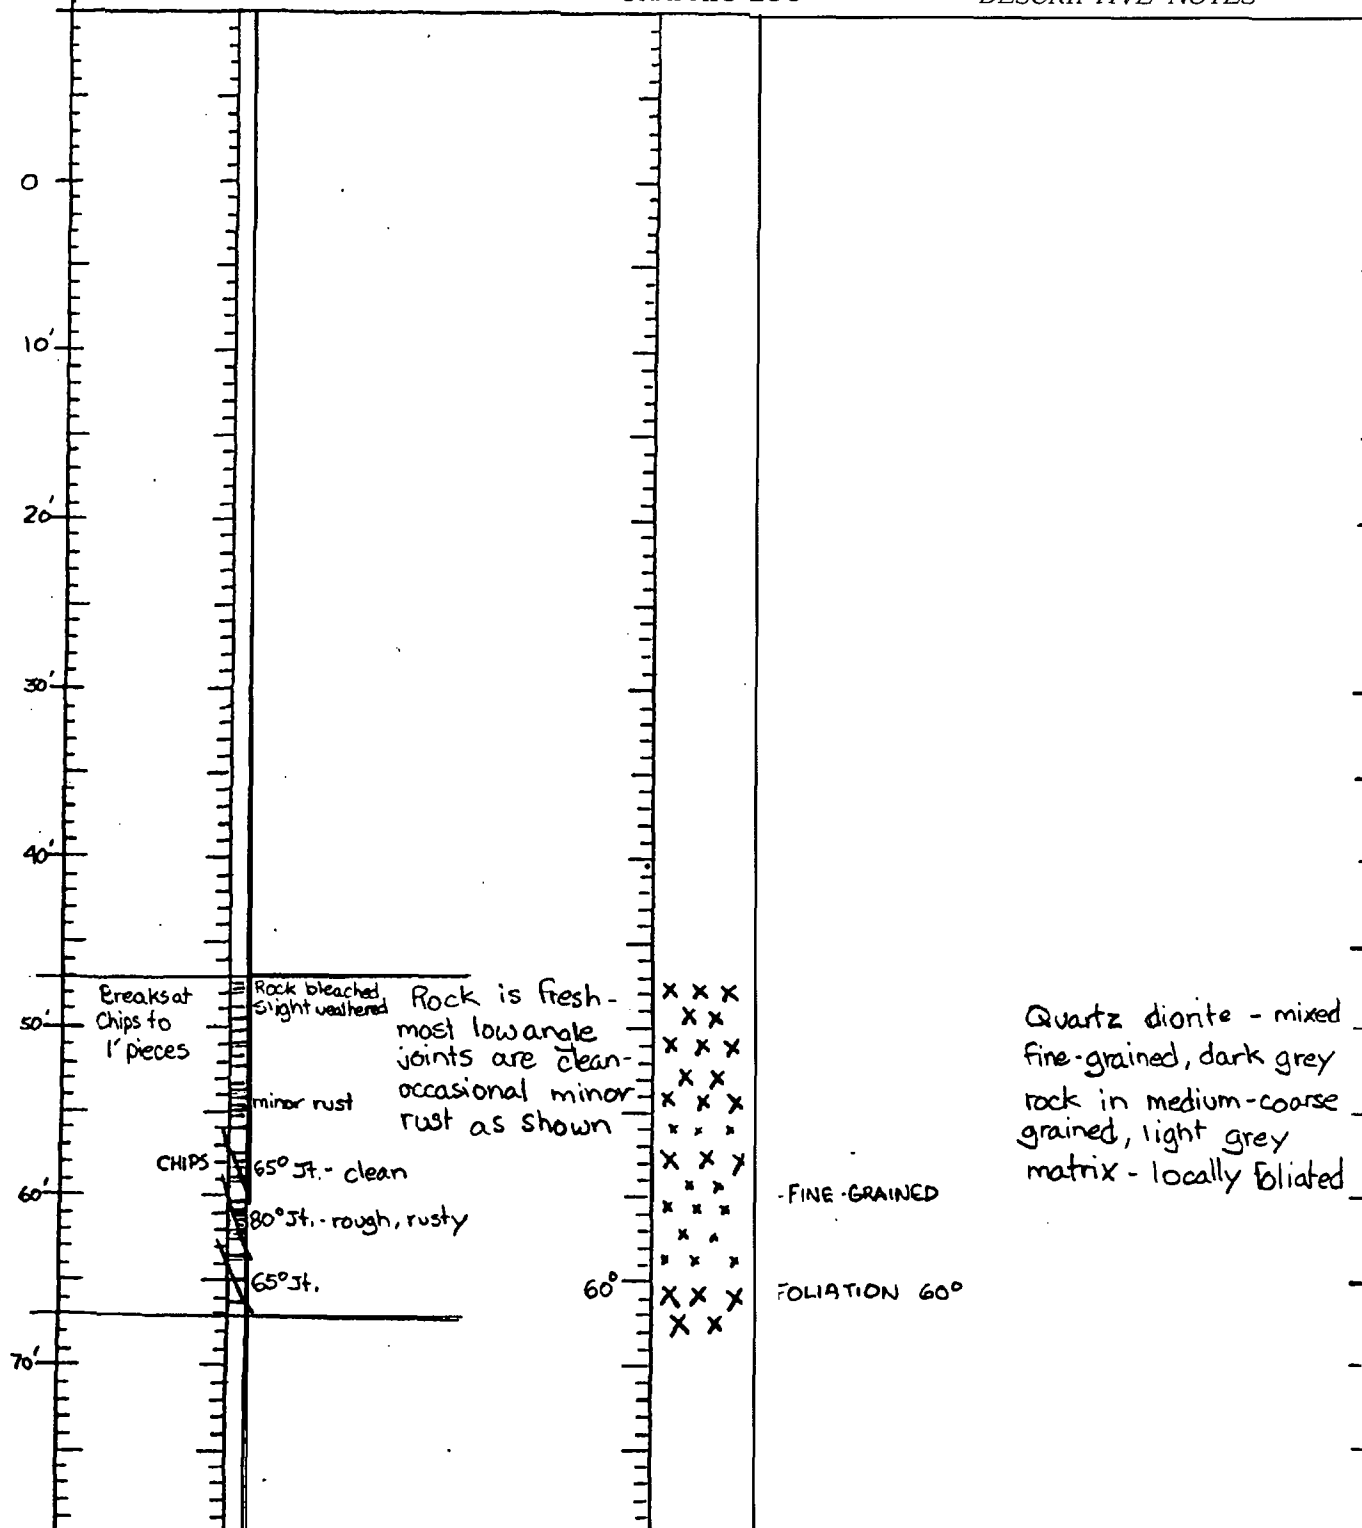 DESCRIPTIVE NOTES
0
10'
20'
30'
40'
50'
60'
70'
Breaks at
Chips to
1' pieces
CHIPS
Rock bleached
slight weathered
minor rust
65° Jt. - clean
80° Jt. - rough, rusty
65° Jt.
Rock is fresh -
most low angle
joints are clean -
occasional minor
rust as shown
60°
- FINE-GRAINED
FOLIATION 60°
Quartz diorite - mixed
fine-grained, dark grey
rock in medium-coarse
grained, light grey
matrix - locally foliated